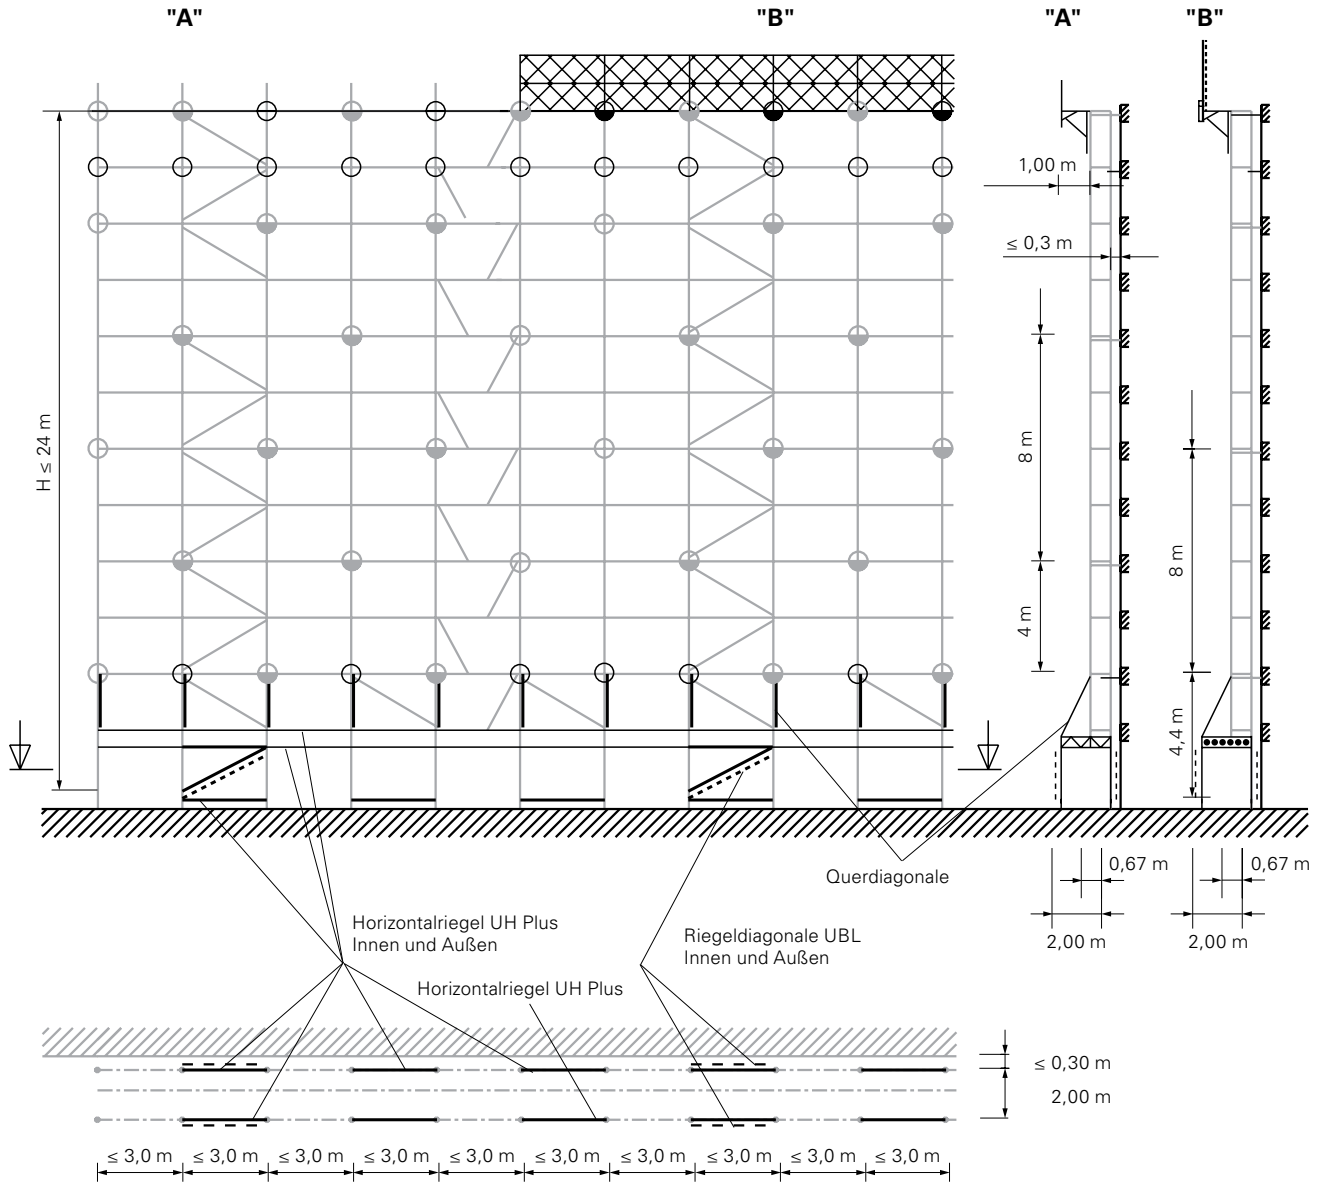 "A"
"B"
"A"
"B"
1,00 m
≤ 0,3 m
H ≤ 24 m
8 m
8 m
4 m
4,4 m
0,67 m
0,67 m
Querdiagonale
Horizontalriegel UH Plus
Innen und Außen
Riegeldiagonale UBL
Innen und Außen
2,00 m
2,00 m
Horizontalriegel UH Plus
≤ 0,30 m
2,00 m
≤ 3,0 m
≤ 3,0 m
≤ 3,0 m
≤ 3,0 m
≤ 3,0 m
≤ 3,0 m
≤ 3,0 m
≤ 3,0 m
≤ 3,0 m
≤ 3,0 m